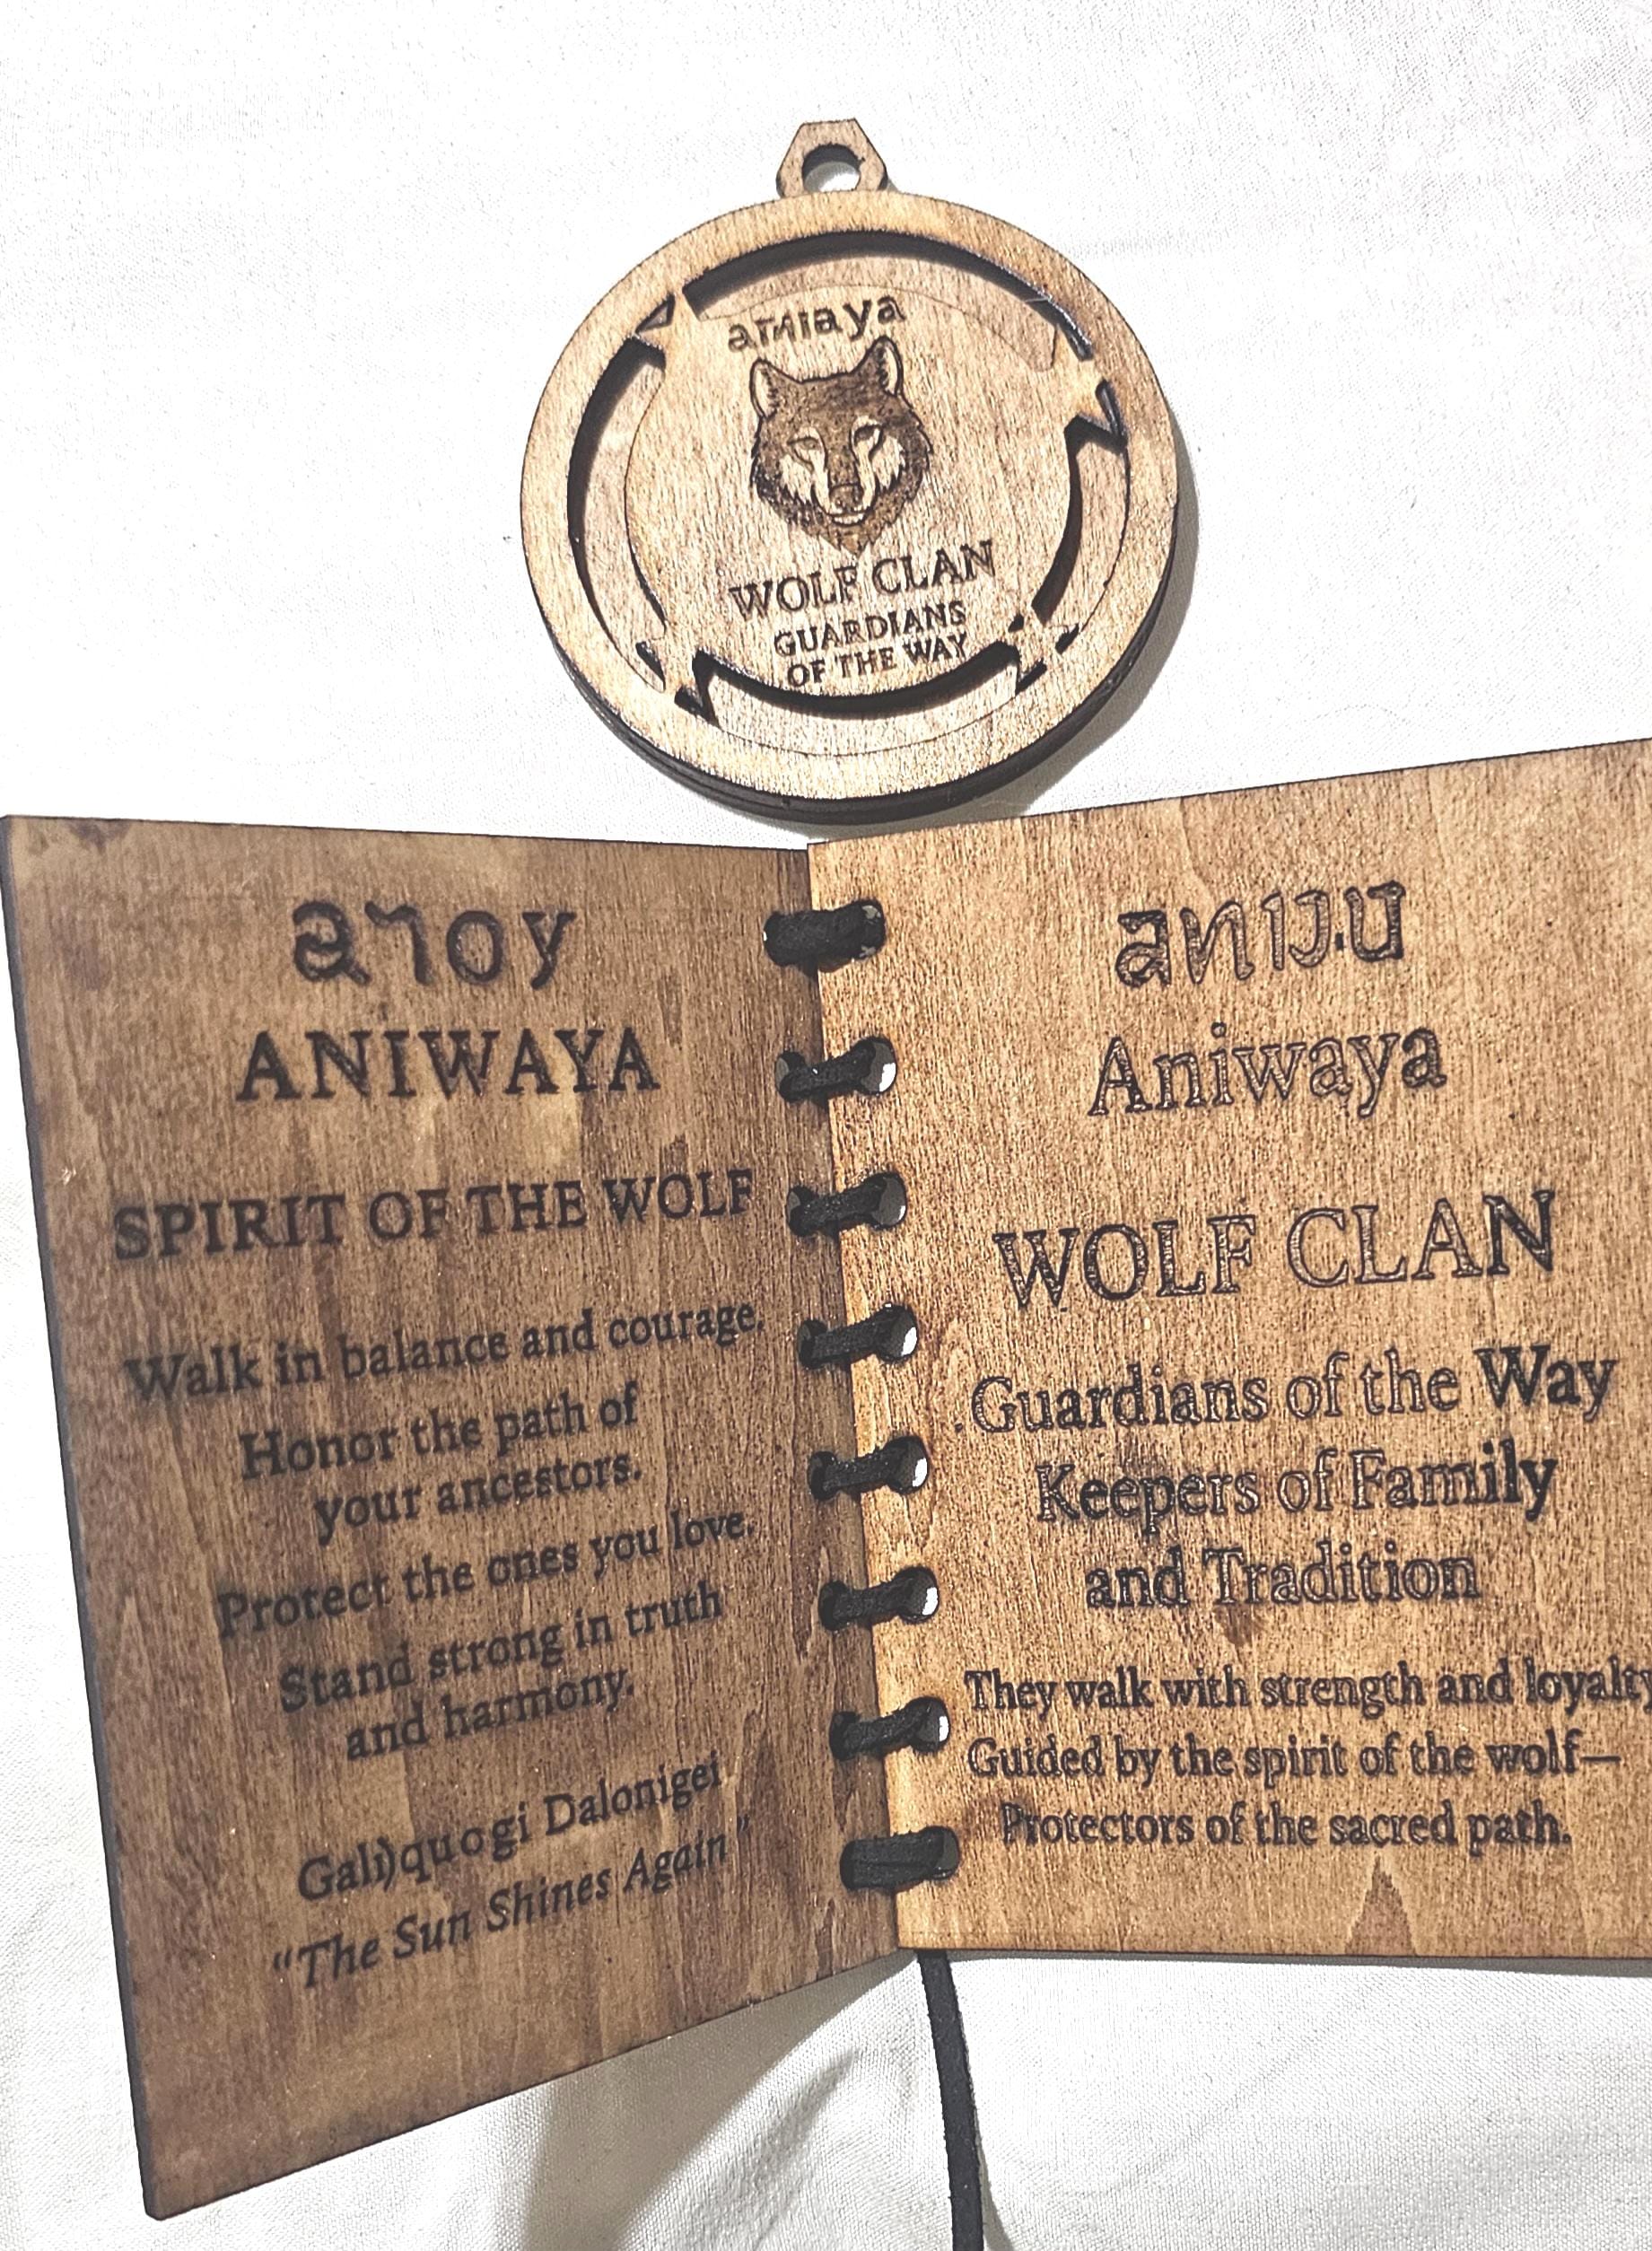 aniaya
WOLF CLAN
GUARDIANS
OF THE WAY
ANIWAYA
SPIRIT OF THE WOLF
Walk in balance and courage.
Honor the path of
your ancestors.
Protect the ones you love.
Stand strong in truth
and harmony.
Gali)quogi Dalonigei
“The Sun Shines Again”
Aniwaya
WOLF CLAN
Guardians of the Way
Keepers of Family
and Tradition
They walk with strength and loyalty
Guided by the spirit of the wolf—
Protectors of the sacred path.